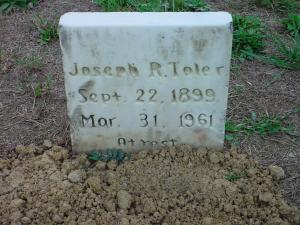 Joseph R. Toler
Sept. 22, 1899
Mar. 31, 1961
At rest